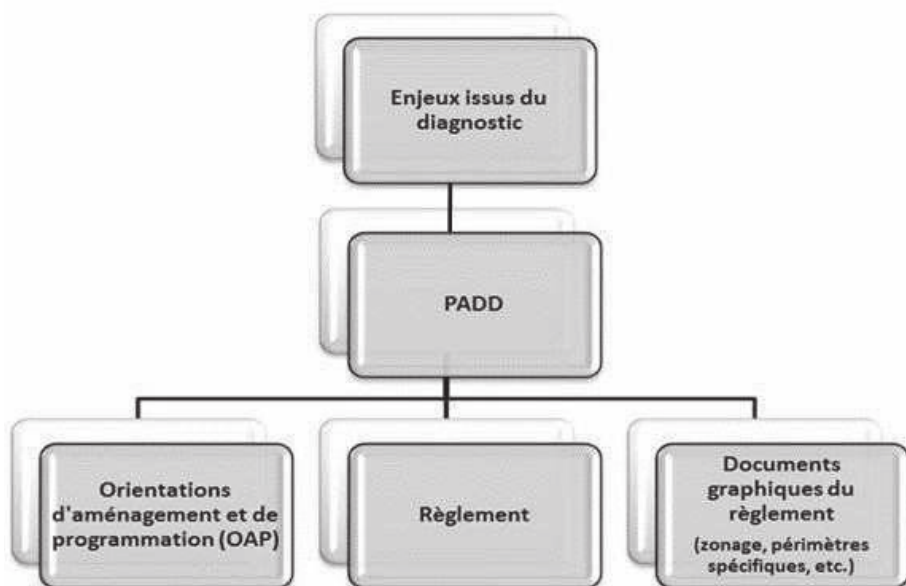 Enjeux issus du
diagnostic
PADD
Orientations
d'aménagement et de
programmation (OAP)
Règlement
Documents
graphiques du
règlement
(zonage, périmètres
spécifiques, etc.)